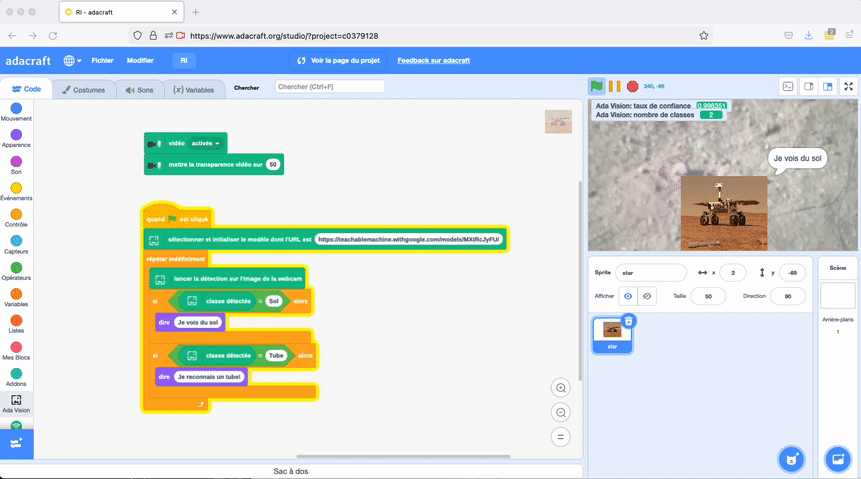 RI - adacraft
https://www.adacraft.org/studio/?project=c0379128
2
adacraft
Fichier
Modifier
RI
Voir la page du projet
Feedback sur adacraft
Code
Costumes
Sons
Variables
Chercher
Chercher (Ctrl+F)
240, -95
Mouvement
Apparence
Son
Événements
Contrôle
Capteurs
Opérateurs
Variables
Listes
Mes Blocs
Addons
Ada Vision
vidéo activés
mettre la transparence vidéo sur 50
quand est cliqué
sélectionner et initialiser le modèle dont l'URL est https://teachablemachine.withgoogle.com/models/MXtRcJyFU/
répéter indéfiniment
lancer la détection sur l'image de la webcam
si classe détectée = Sol alors
dire Je vois du sol
si classe détectée = Tube alors
dire Je reconnais un tube!
Sac à dos
Ada Vision: taux de confiance 0.998351
Ada Vision: nombre de classes 2
Je vois du sol
Sprite star x 2 y -69
Afficher Taille 50 Direction 90
star
Scène
Arrière-plans
1